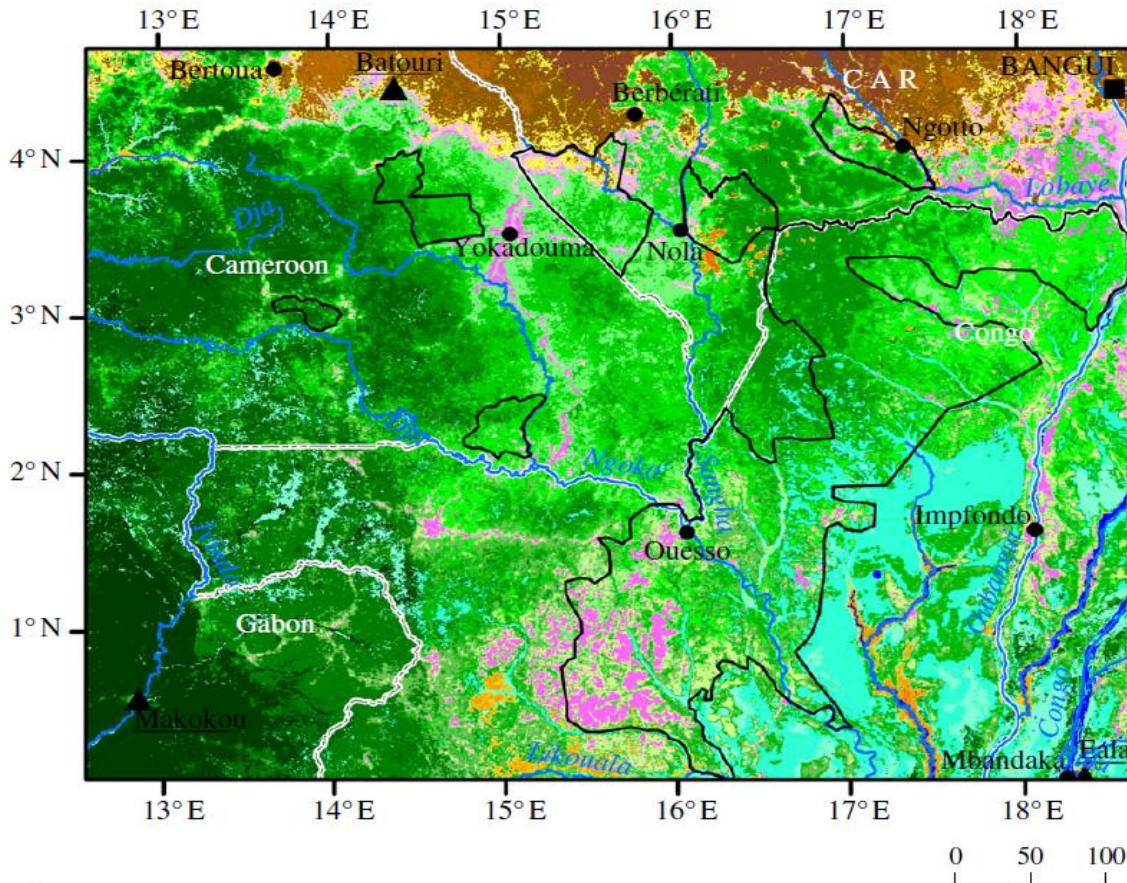 13°E 14°E 15°E 16°E 17°E 18°E
Bertoua
Batouri
Berbérati
C A R
BANGUI
Ngotto
4°N
Lobaye
Dja
Yokadouma
Nola
Cameroon
3°N
Congo
Dja
2°N
Ngoko
Sangha
Ivindo
Ouesso
Impfondo
Oubangui
1°N
Gabon
Makokou
Likouala
Congo
Mbandaka
Eala
13°E 14°E 15°E 16°E 17°E 18°E
0 50 100